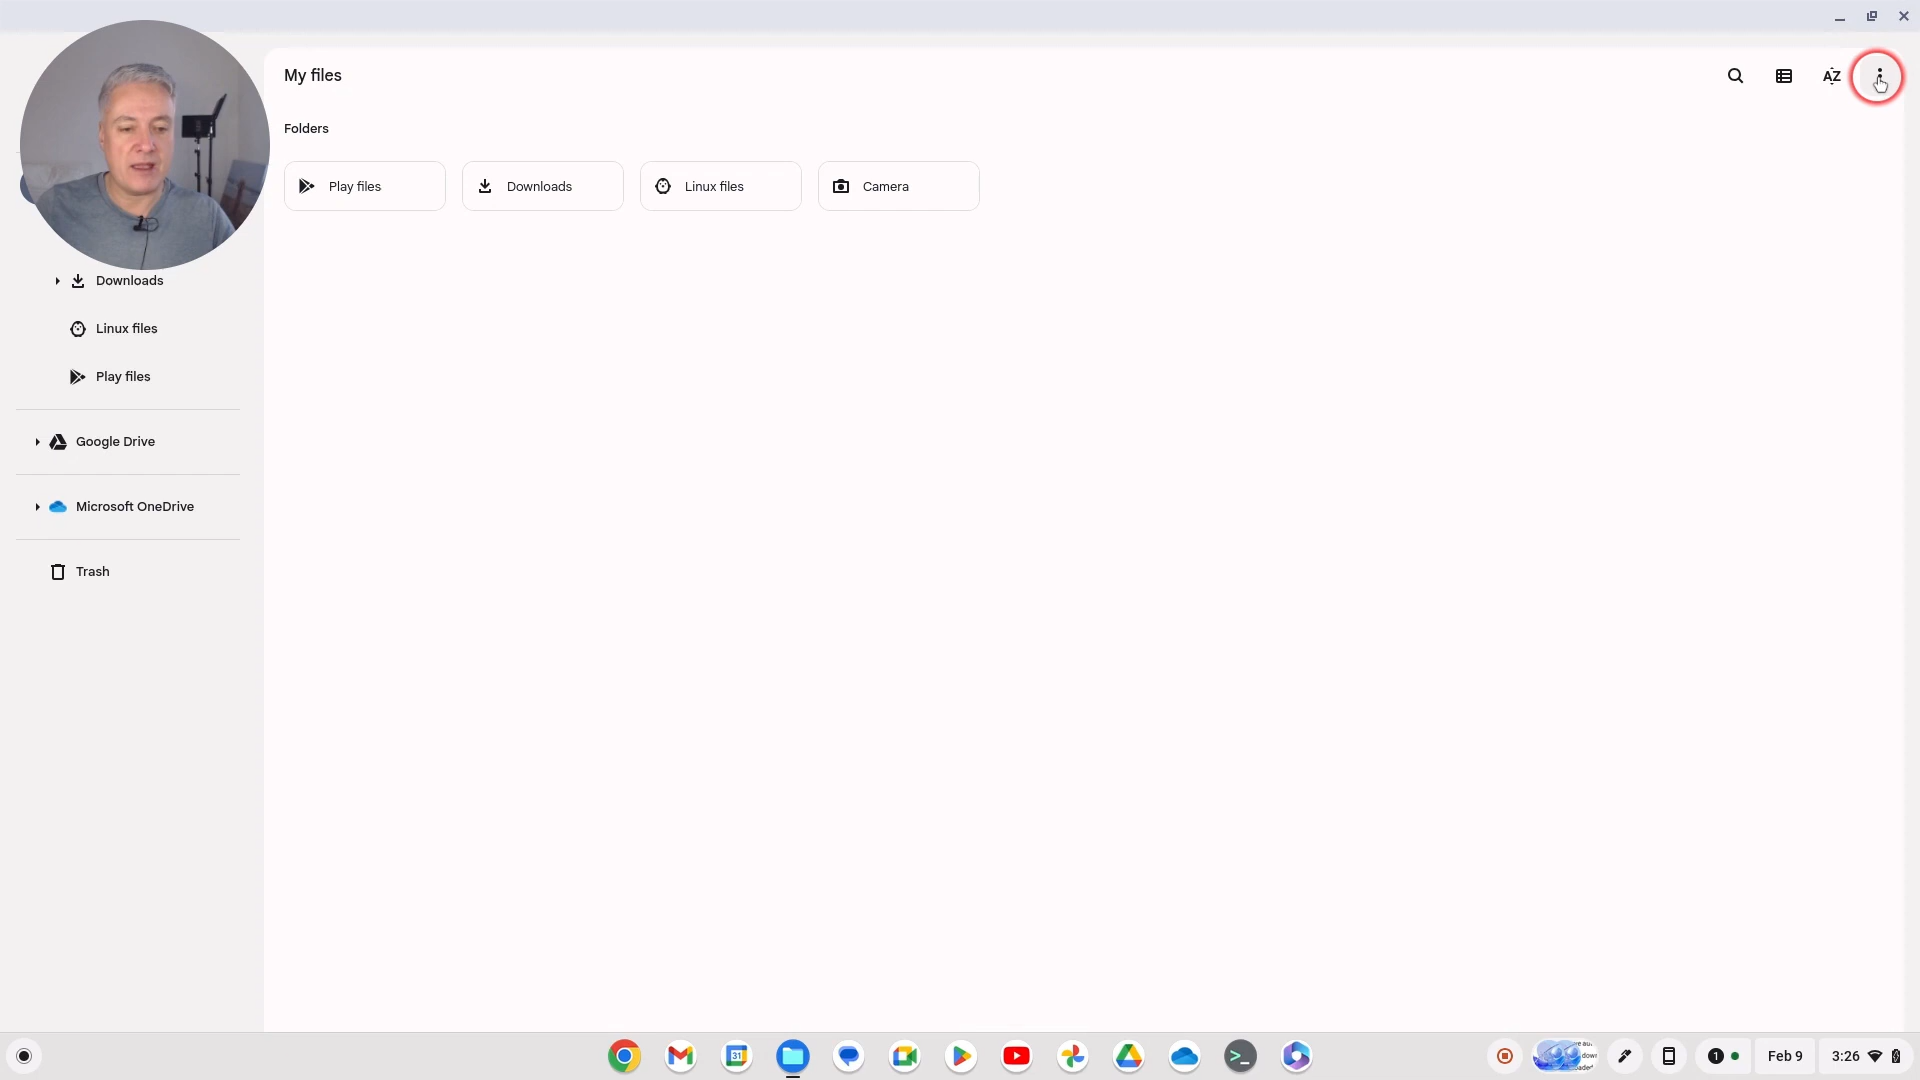 My files
AZ
Folders
Play files
Downloads
Linux files
Camera
Downloads
Linux files
Play files
Google Drive
Microsoft OneDrive
Trash
31
>_
1
Feb 9
3:26